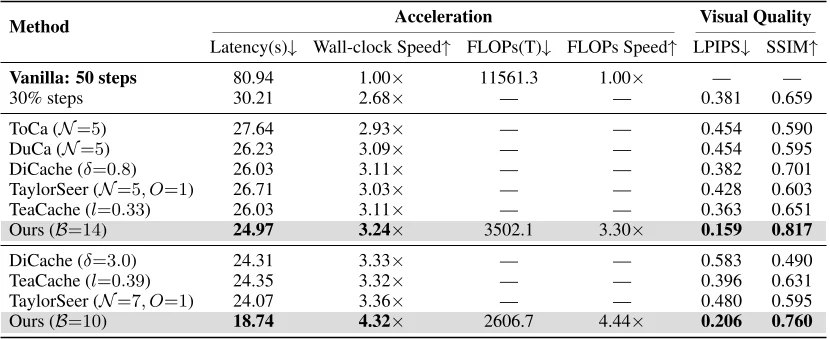 Method Acceleration Visual Quality
Latency(s)↓ Wall-clock Speed↑ FLOPs(T)↓ FLOPs Speed↑ LPIPS↓ SSIM↑
Vanilla: 50 steps 80.94 1.00× 11561.3 1.00× — —
30% steps 30.21 2.68× — — 0.381 0.659
ToCa (𝒩=5) 27.64 2.93× — — 0.454 0.590
DuCa (𝒩=5) 26.23 3.09× — — 0.454 0.595
DiCache (δ=0.8) 26.03 3.11× — — 0.382 0.701
TaylorSeer (𝒩=5, O=1) 26.71 3.03× — — 0.428 0.603
TeaCache (l=0.33) 26.03 3.11× — — 0.363 0.651
Ours (ℬ=14) 24.97 3.24× 3502.1 3.30× 0.159 0.817
DiCache (δ=3.0) 24.31 3.33× — — 0.583 0.490
TeaCache (l=0.39) 24.35 3.32× — — 0.396 0.631
TaylorSeer (𝒩=7, O=1) 24.07 3.36× — — 0.480 0.595
Ours (ℬ=10) 18.74 4.32× 2606.7 4.44× 0.206 0.760